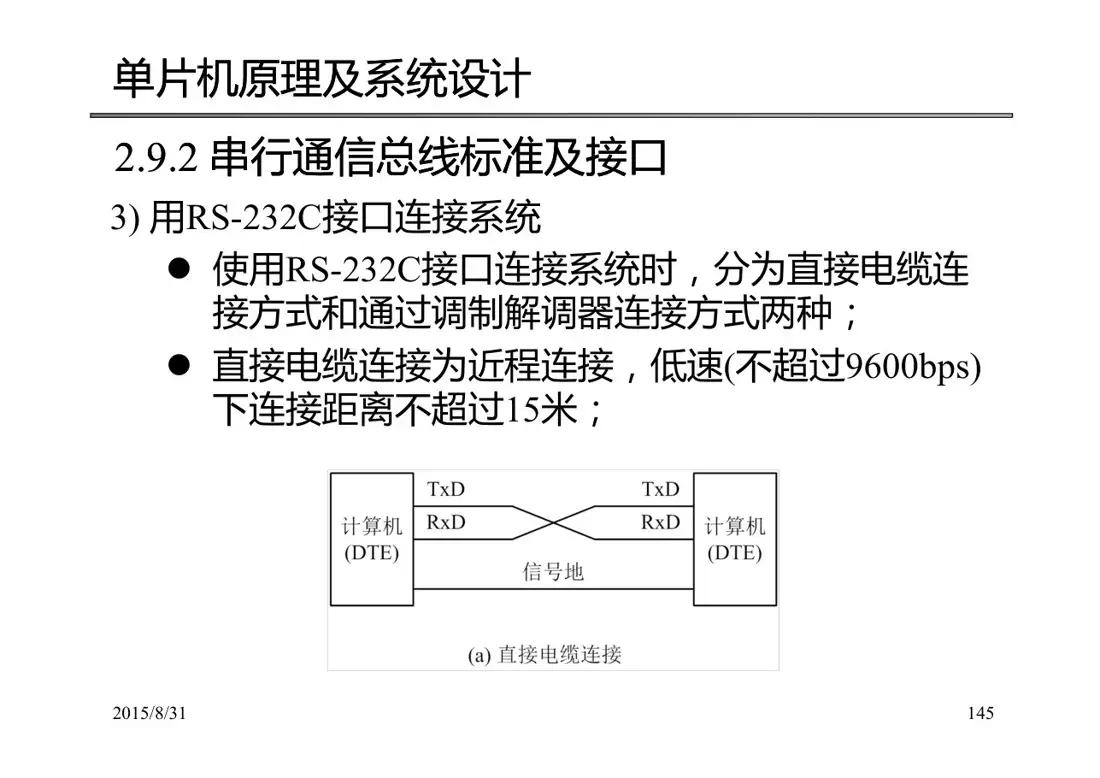 单片机原理及系统设计
2.9.2 串行通信总线标准及接口
3) 用RS-232C接口连接系统
● 使用RS-232C接口连接系统时，分为直接电缆连
接方式和通过调制解调器连接方式两种；
● 直接电缆连接为近程连接，低速(不超过9600bps)
下连接距离不超过15米；
TxD TxD
计算机 RxD RxD 计算机
(DTE) (DTE)
信号地
(a) 直接电缆连接
2015/8/31 145